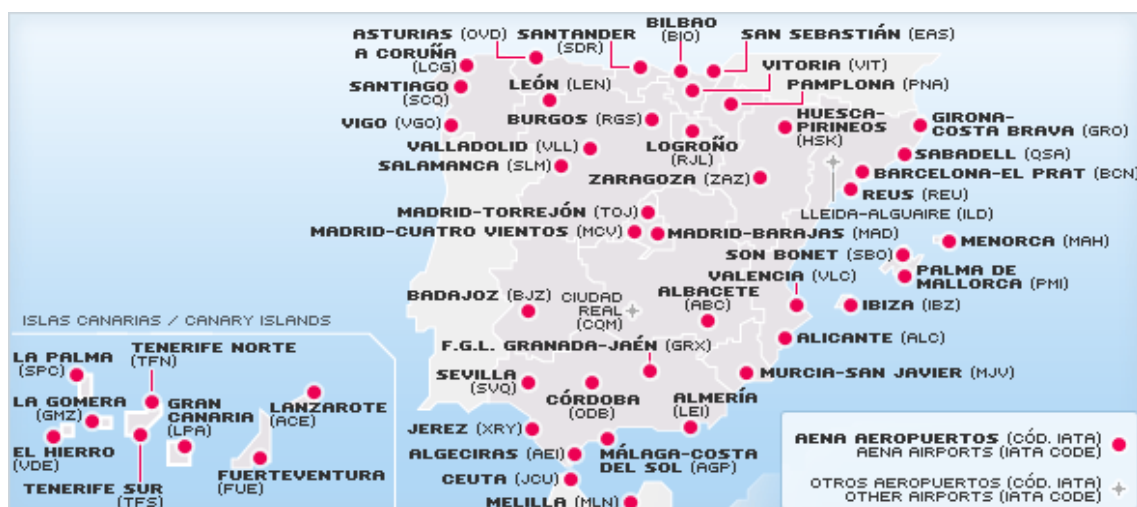 ASTURIAS (OVD)
SANTANDER
(SDR)
BILBAO
(BIO)
SAN SEBASTIÁN (EAS)
A CORUÑA
(LCG)
VITORIA (VIT)
SANTIAGO
(SCQ)
LEÓN (LEN)
PAMPLONA (PNA)
VIGO (VGO)
BURGOS (RGS)
HUESCA-
PIRINEOS
(HSK)
GIRONA-
COSTA BRAVA (GRO)
VALLADOLID (VLL)
LOGROÑO
(RJL)
SABADELL (QSA)
SALAMANCA (SLM)
ZARAGOZA (ZAZ)
BARCELONA-EL PRAT (BCN)
REUS (REU)
MADRID-TORREJÓN (TOJ)
LLEIDA-ALGUAIRE (ILD)
MADRID-CUATRO VIENTOS (MCV)
MADRID-BARAJAS (MAD)
MENORCA (MAH)
SON BONET (SBO)
VALENCIA (VLC)
PALMA DE
MALLORCA (PMI)
BADAJOZ (BJZ)
CIUDAD
REAL
(CQM)
ALBACETE
(ABC)
IBIZA (IBZ)
ISLAS CANARIAS / CANARY ISLANDS
ALICANTE (ALC)
F.G.L. GRANADA-JAÉN (GRX)
LA PALMA
(SPC)
TENERIFE NORTE
(TFN)
SEVILLA
(SVQ)
CÓRDOBA
(ODB)
ALMERÍA
(LEI)
MURCIA-SAN JAVIER (MJV)
LA GOMERA
(GMZ)
GRAN
CANARIA
(LPA)
LANZAROTE
(ACE)
JEREZ (XRY)
EL HIERRO
(VDE)
ALGECIRAS (AEI)
MÁLAGA-COSTA
DEL SOL (AGP)
FUERTEVENTURA
(FUE)
CEUTA (JCU)
TENERIFE SUR
(TFS)
MELILLA (MLN)
AENA AEROPUERTOS (CÓD. IATA)
AENA AIRPORTS (IATA CODE)
OTROS AEROPUERTOS (CÓD. IATA)
OTHER AIRPORTS (IATA CODE)